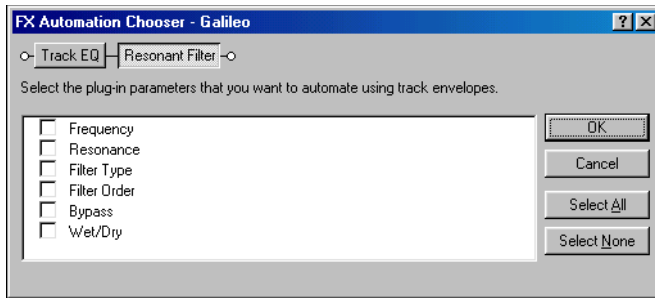 FX Automation Chooser - Galileo
Track EQ Resonant Filter
Select the plug-in parameters that you want to automate using track envelopes.
Frequency
Resonance
Filter Type
Filter Order
Bypass
Wet/Dry
OK
Cancel
Select All
Select None